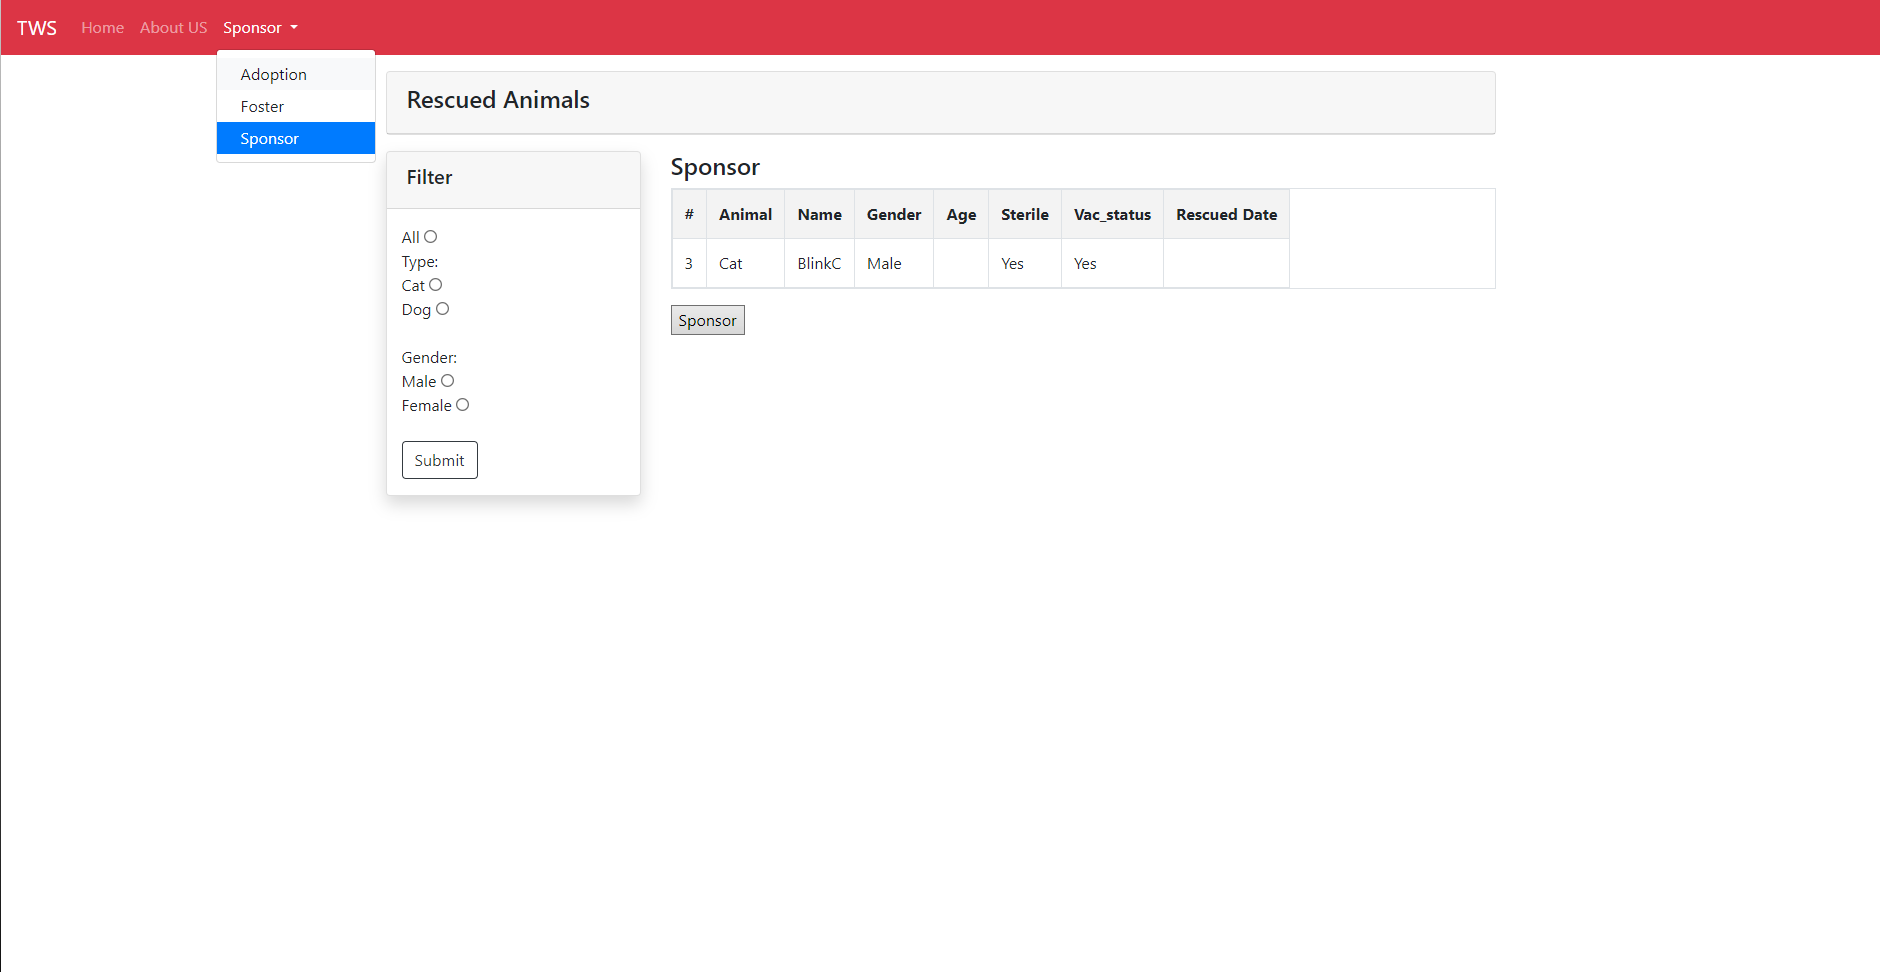 TWS Home About US Sponsor
Adoption
Foster
Sponsor
Rescued Animals
Filter
All
Type:
Cat
Dog
Gender:
Male
Female
Submit
Sponsor
# Animal Name Gender Age Sterile Vac_status Rescued Date
3 Cat BlinkC Male Yes Yes
Sponsor